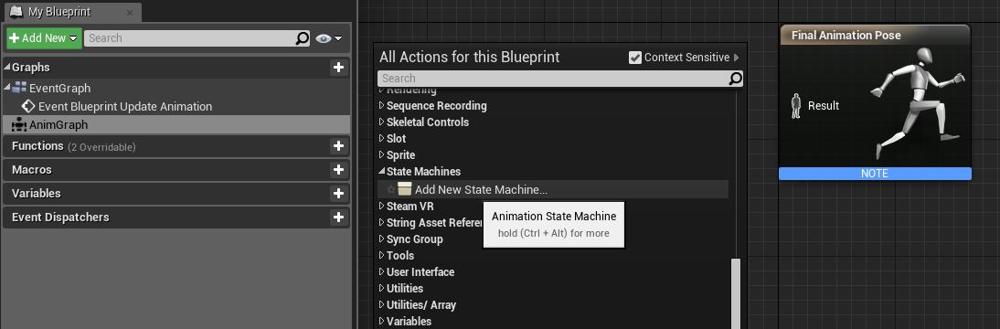 My Blueprint
Add New
Search
Graphs
EventGraph
Event Blueprint Update Animation
AnimGraph
Functions (2 Overridable)
Macros
Variables
Event Dispatchers
All Actions for this Blueprint
Context Sensitive
Search
Rendering
Sequence Recording
Skeletal Controls
Slot
Sprite
State Machines
Add New State Machine...
Steam VR
String Asset Refere
Sync Group
Tools
User Interface
Utilities
Utilities/ Array
Variables
Animation State Machine
hold (Ctrl + Alt) for more
Final Animation Pose
Result
NOTE